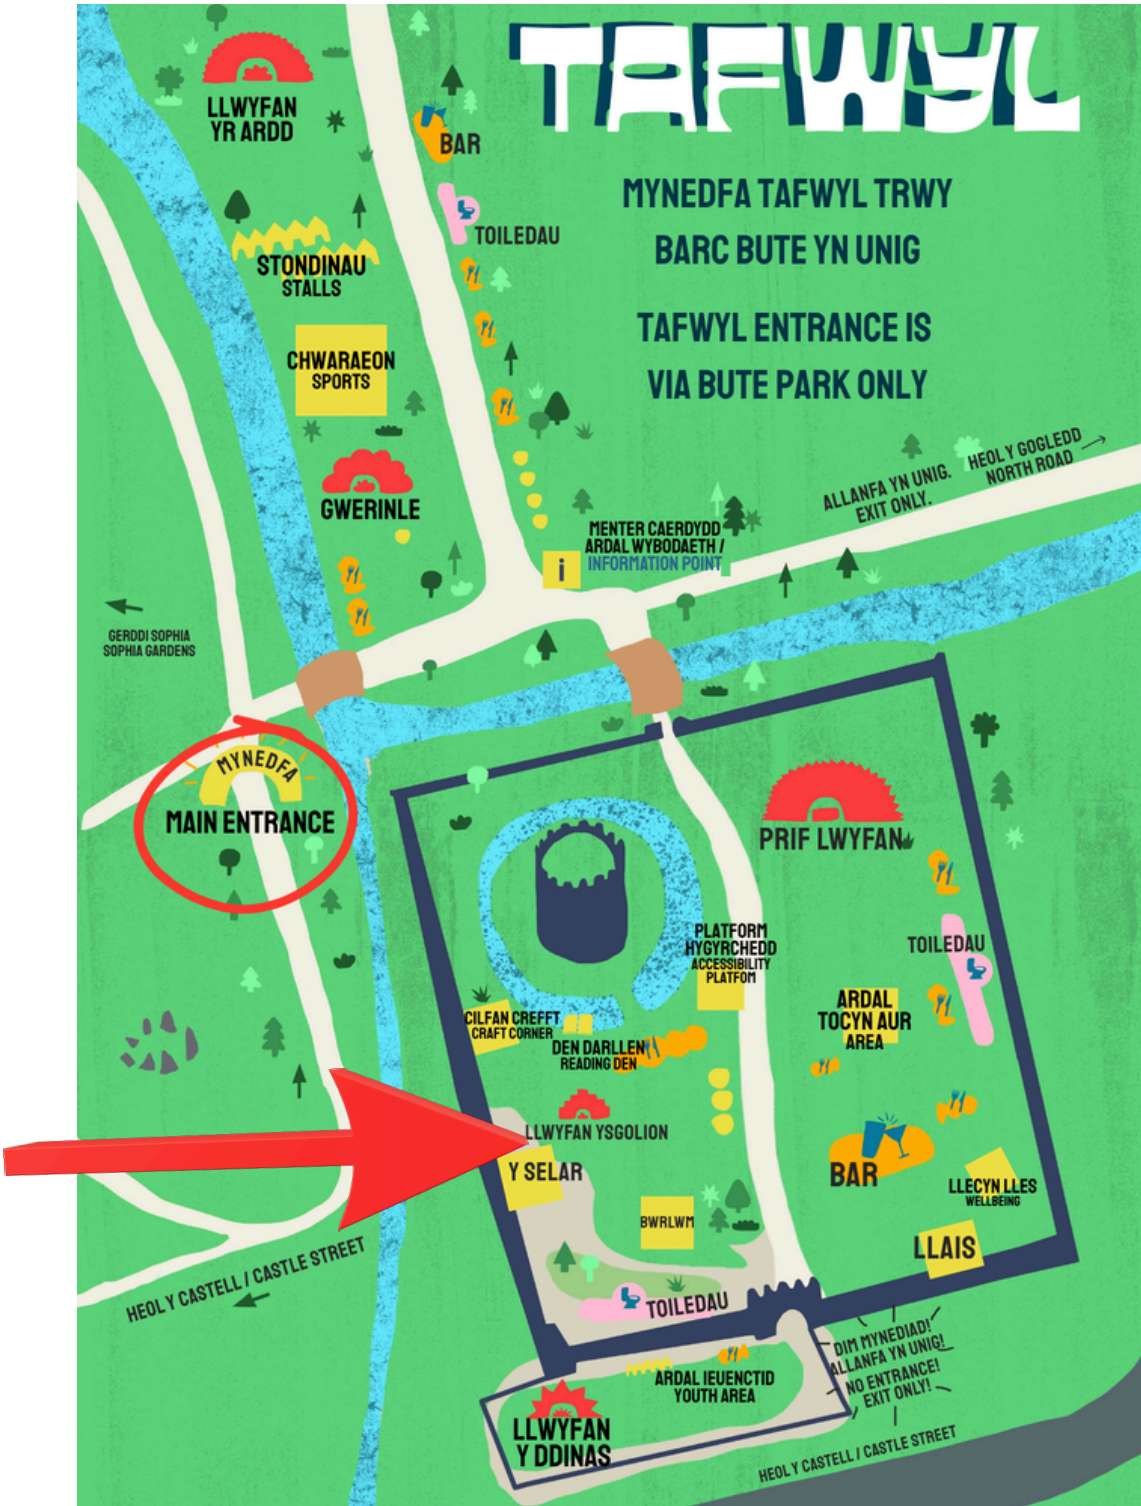 TAFWYL
MYNEDFA TAFWYL TRWY
BARC BUTE YN UNIG
TAFWYL ENTRANCE IS
VIA BUTE PARK ONLY
LLWYFAN
YR ARDD
BAR
TOILEDAU
STONDINAU
STALLS
CHWARAEON
SPORTS
GWERINLE
HEOL Y GOGLEDD
NORTH ROAD
ALLANFA YN UNIG.
EXIT ONLY.
MENTER CAERDYDD
ARDAL WYBODAETH /
INFORMATION POINT
i
GERDDI SOPHIA
SOPHIA GARDENS
MYNEDFA
MAIN ENTRANCE
PRIF LWYFAN
PLATFORM
HYGYRCHEDD
ACCESSIBILITY
PLATFOM
TOILEDAU
ARDAL
TOCYN AUR
AREA
CILFAN CREFFT
CRAFT CORNER
DEN DARLLEN
READING DEN
LLWYFAN YSGOLION
Y SELAR
BAR
LLECYN LLES
WELLBEING
BWRLWM
LLAIS
HEOL Y CASTELL / CASTLE STREET
TOILEDAU
DIM MYNEDIAD!
ALLANFA YN UNIG!
NO ENTRANCE!
EXIT ONLY!
ARDAL IEUENCTID
YOUTH AREA
LLWYFAN
Y DDINAS
HEOL Y CASTELL / CASTLE STREET